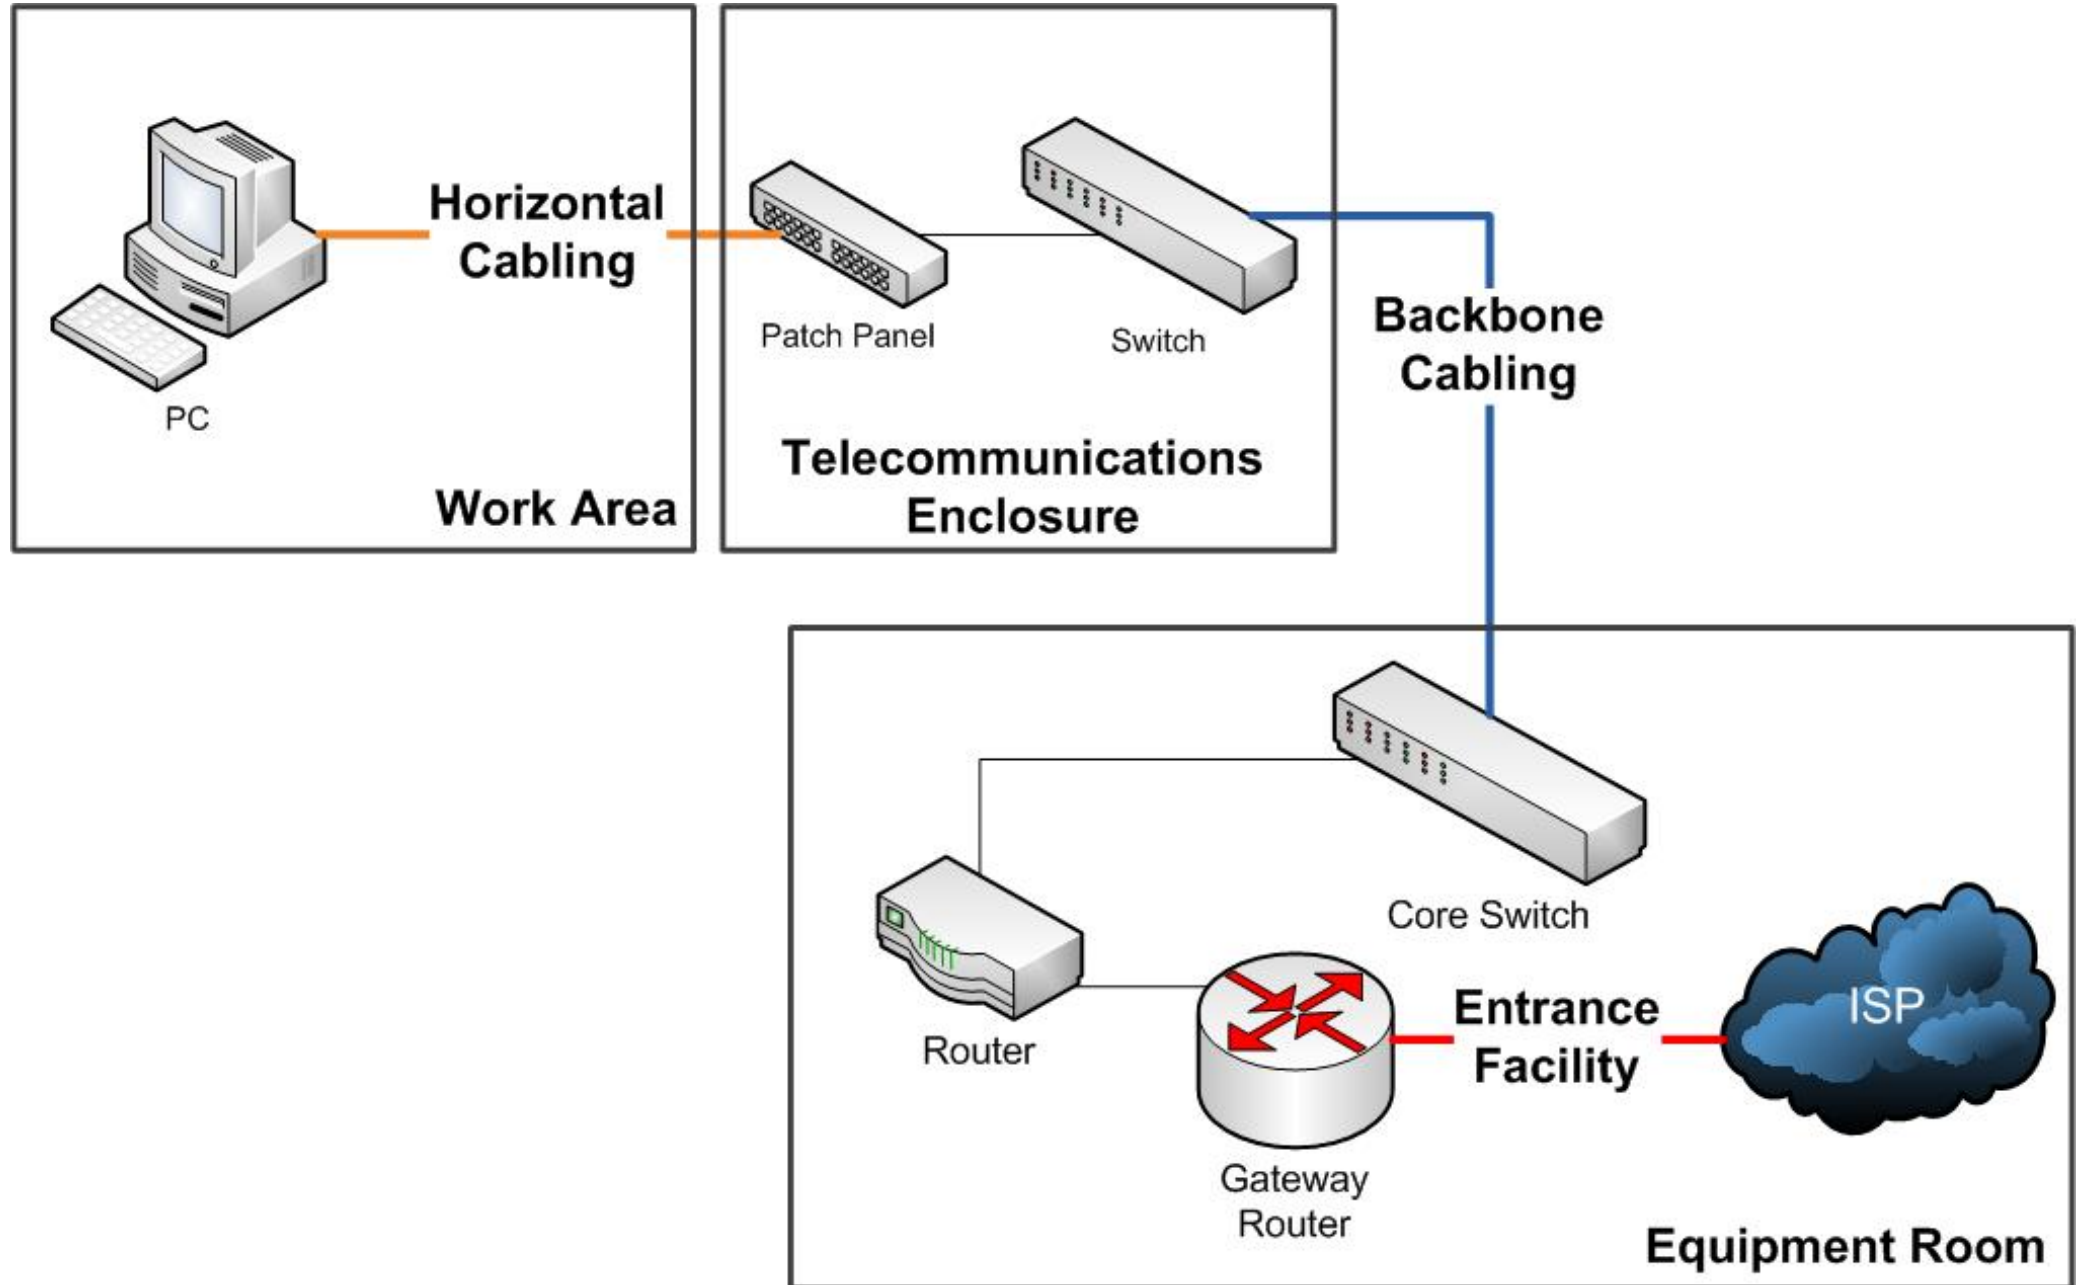 Horizontal
Cabling
PC
Work Area
Patch Panel
Switch
Telecommunications
Enclosure
Backbone
Cabling
Core Switch
Router
Gateway
Router
Entrance
Facility
ISP
Equipment Room